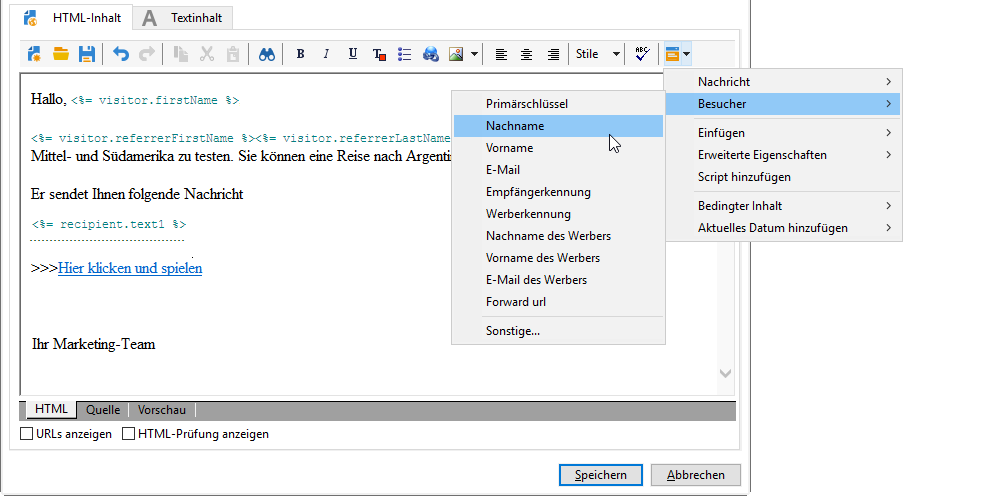 HTML-Inhalt
A Textinhalt
B I U T Stile ABC
Hallo, <%= visitor.firstName %>
<%= visitor.referrerFirstName %><%= visitor.referrerLastName
Mittel- und Südamerika zu testen. Sie können eine Reise nach Argenti
Er sendet Ihnen folgende Nachricht
<%= recipient.text1 %>
>>>Hier klicken und spielen
Ihr Marketing-Team
Primärschlüssel
Nachname
Vorname
E-Mail
Empfängerkennung
Werberkennung
Nachname des Werbers
Vorname des Werbers
E-Mail des Werbers
Forward url
Sonstige...
Nachricht
Besucher
Einfügen
Erweiterte Eigenschaften
Script hinzufügen
Bedingter Inhalt
Aktuelles Datum hinzufügen
HTML Quelle Vorschau
URLs anzeigen HTML-Prüfung anzeigen
Speichern Abbrechen